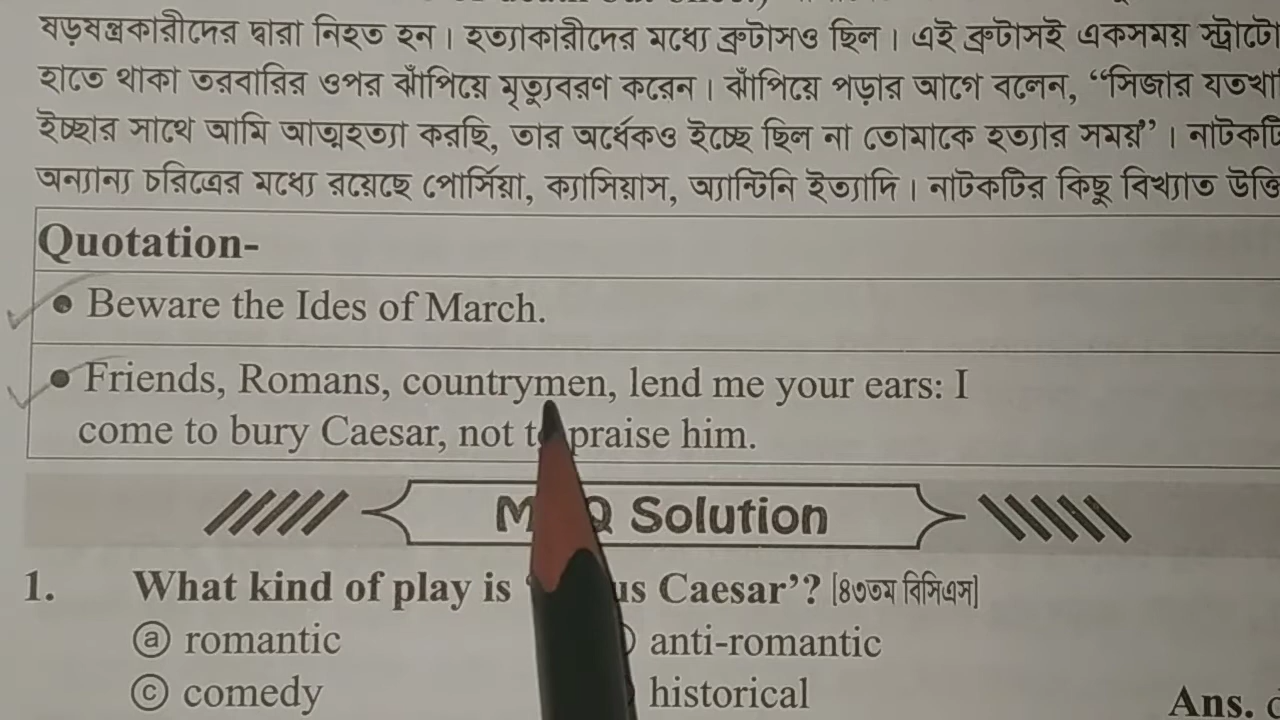 ষড়যন্ত্রকারীদের দ্বারা নিহত হন। হত্যাকারীদের মধ্যে ব্রুটাসও ছিল। এই ব্রুটাসই একসময় স্ট্রাটো
হাতে থাকা তরবারির ওপর ঝাঁপিয়ে মৃত্যুবরণ করেন। ঝাঁপিয়ে পড়ার আগে বলেন, “সিজার যতখা
ইচ্ছার সাথে আমি আত্মহত্যা করছি, তার অর্ধেকও ইচ্ছে ছিল না তোমাকে হত্যার সময়”। নাটকটি
অন্যান্য চরিত্রের মধ্যে রয়েছে পোর্সিয়া, ক্যাসিয়াস, অ্যান্টিনি ইত্যাদি। নাটকটির কিছু বিখ্যাত উক্তি
Quotation-
• Beware the Ides of March.
• Friends, Romans, countrymen, lend me your ears: I
come to bury Caesar, not to praise him.
Solution
1. What kind of play is Caesar’? [৪৩তম বিসিএস]
ⓐ romantic anti-romantic
ⓒ comedy historical
Ans. d